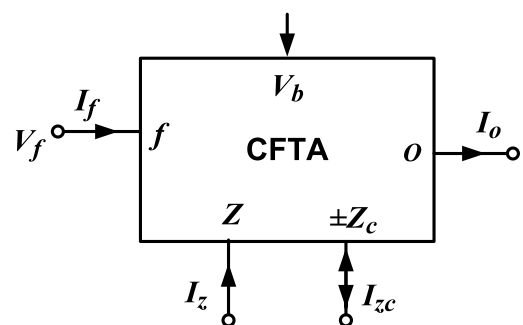 V_b
I_f
f
V_f
CFTA
O
I_o
Z
±Z_c
I_z
I_zc